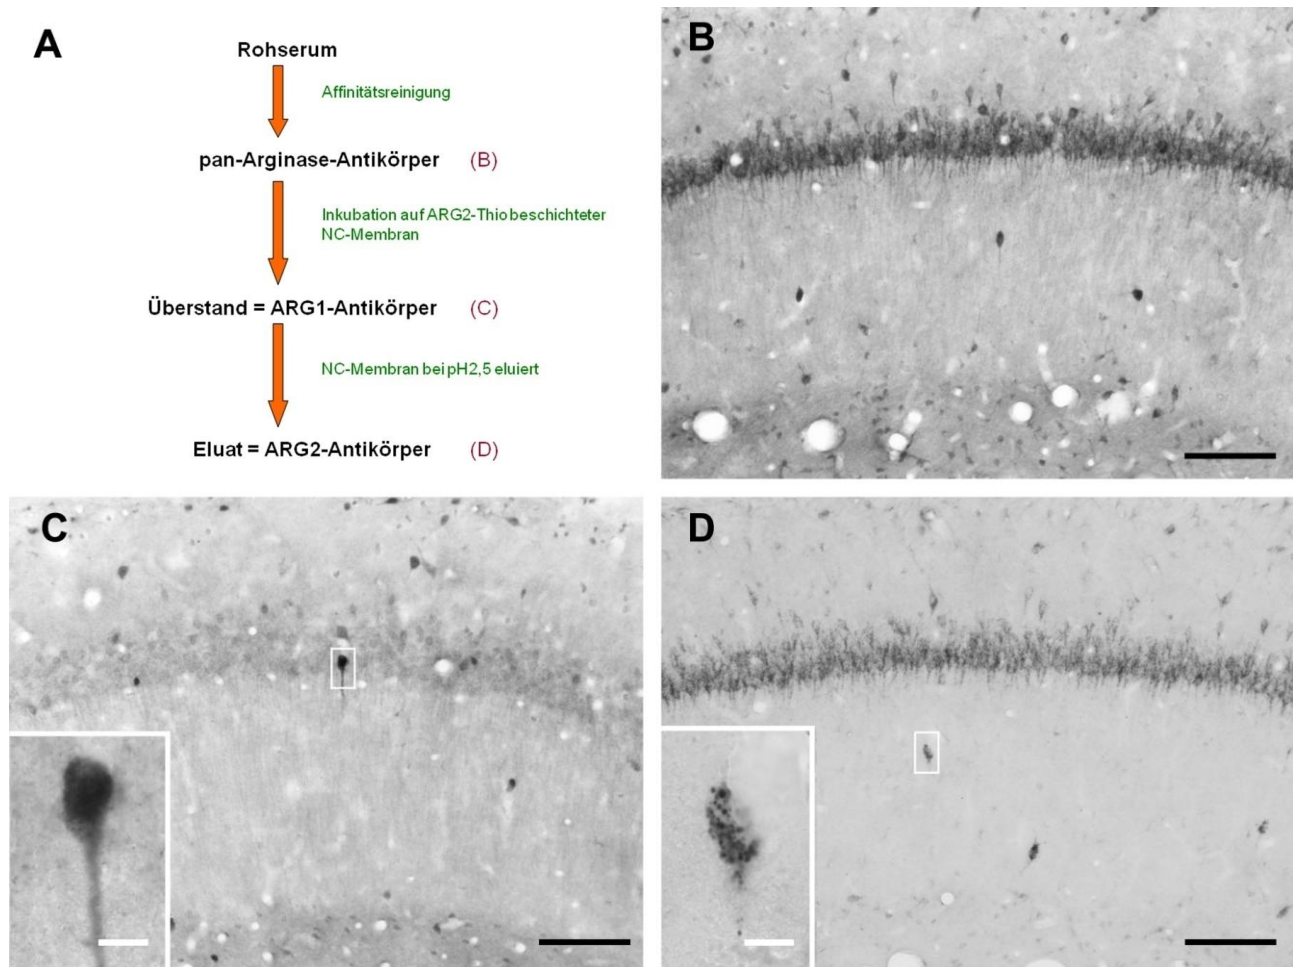 A
Rohserum
Affinitätsreinigung
pan-Arginase-Antikörper (B)
Inkubation auf ARG2-Thio beschichteter
NC-Membran
Überstand = ARG1-Antikörper (C)
NC-Membran bei pH2,5 eluiert
Eluat = ARG2-Antikörper (D)
B
C
D